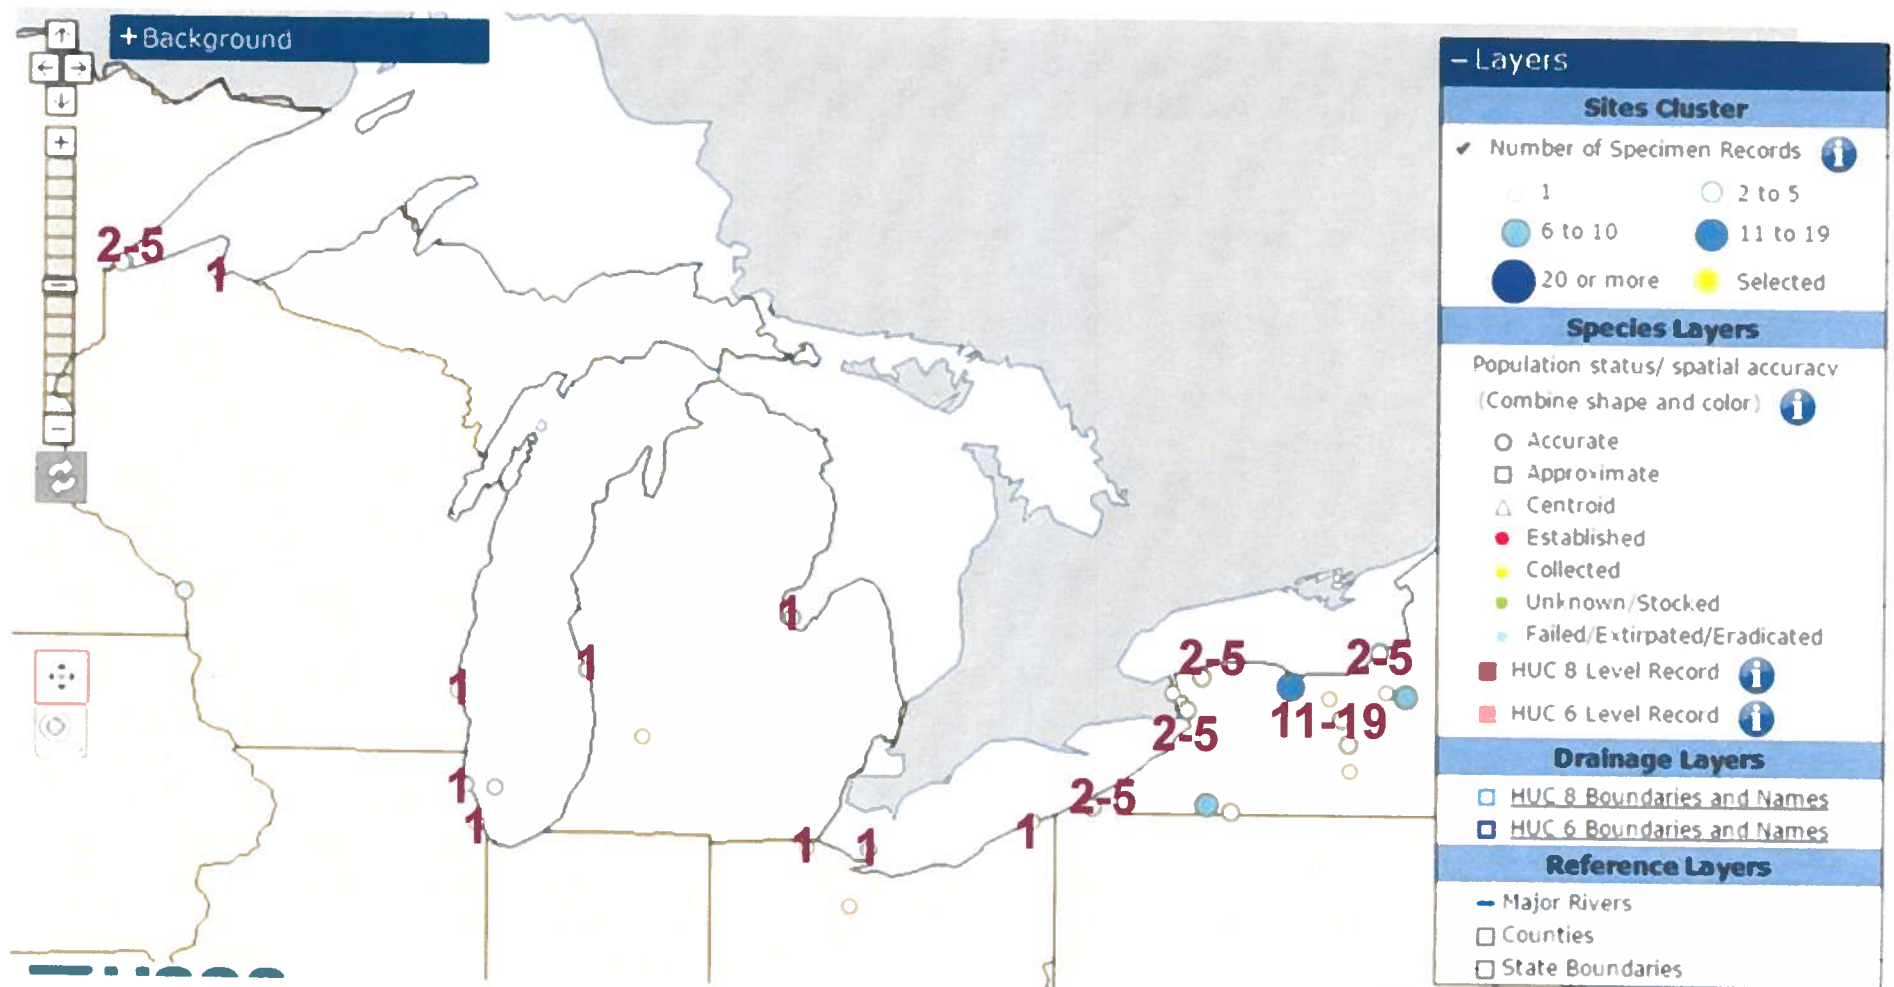 + Background
2-5
1
1
1
1
1
1
1
1
1
2-5
2-5
2-5
11-19
2-5
− Layers
Sites Cluster
✔ Number of Specimen Records
1
2 to 5
6 to 10
11 to 19
20 or more
Selected
Species Layers
Population status/ spatial accuracy
(Combine shape and color)
Accurate
Approximate
Centroid
Established
Collected
Unknown/Stocked
Failed/Extirpated/Eradicated
HUC 8 Level Record
HUC 6 Level Record
Drainage Layers
HUC 8 Boundaries and Names
HUC 6 Boundaries and Names
Reference Layers
Major Rivers
Counties
State Boundaries